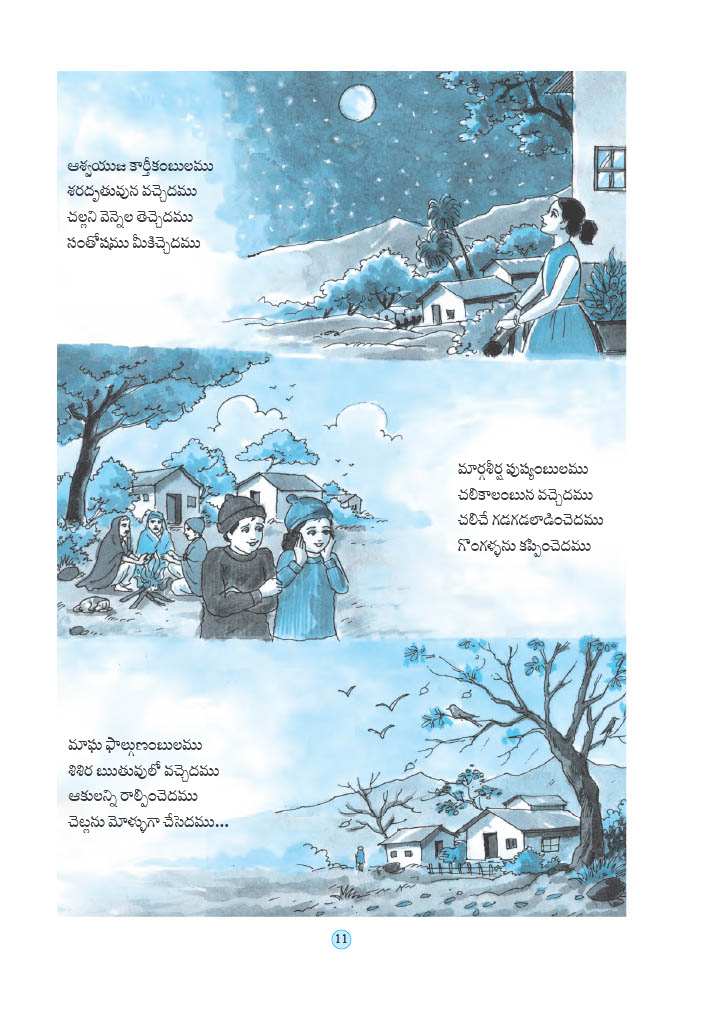 ఆశ్వయుజ కార్తీకంబులము
శరదృతువున వచ్చెదము
చల్లని వెన్నెల తెచ్చెదము
సంతోషము మీకిచ్చెదము
మార్గశీర్ష పుష్యంబులము
చలికాలంబున వచ్చెదము
చలిచే గడగడలాడించెదము
గొంగళ్ళను కప్పించెదము
మాఘ ఫాల్గుణంబులము
శిశిర ఋతువులో వచ్చెదము
ఆకులన్ని రాల్పించెదము
చెట్లను మోళ్ళుగా చేసెదము...
11